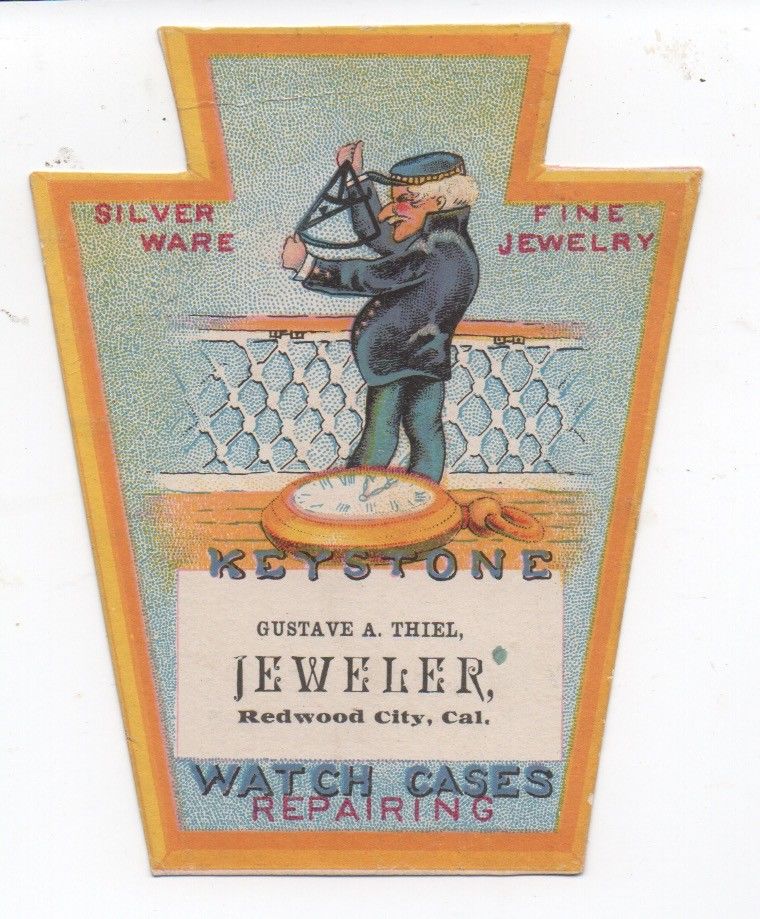 SILVER
WARE
FINE
JEWELRY
KEYSTONE
GUSTAVE A. THIEL,
JEWELER,
Redwood City, Cal.
WATCH CASES
REPAIRING